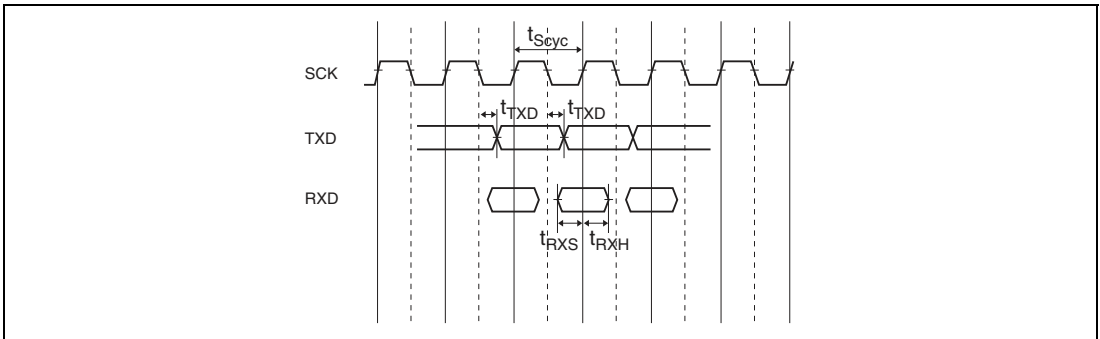 tScyc
SCK
tTXD tTXD
TXD
RXD
tRXS tRXH